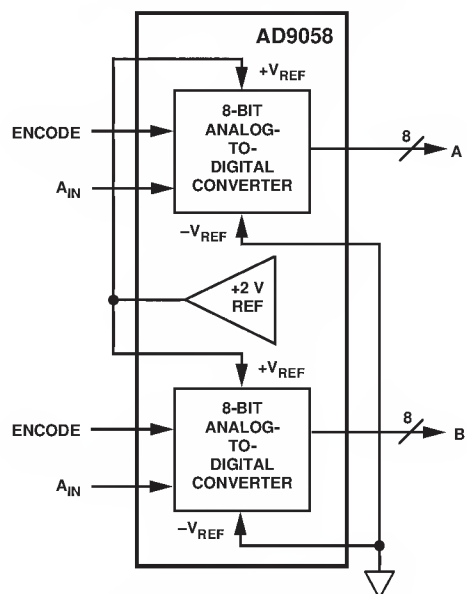 AD9058
+VREF
8-BIT
ANALOG-
TO-
DIGITAL
CONVERTER
ENCODE
AIN
8
A
–VREF
+2 V
REF
+VREF
8-BIT
ANALOG-
TO-
DIGITAL
CONVERTER
ENCODE
AIN
8
B
–VREF